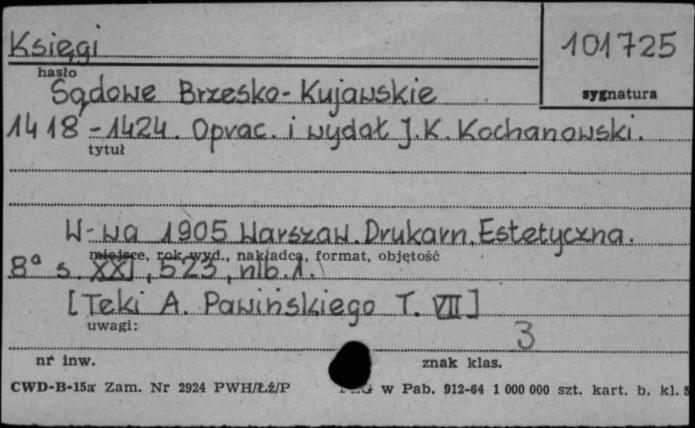 Księgi
101725
hasło
sygnatura
Sądowe Brzesko-Kujawskie
1418-1424. Oprac. i wydał J. K. Kochanowski.
tytuł
W-wa 1905 Warszaw. Drukarn. Estetyczna.
miejsce, rok wyd., nakładca, format, objętość
8° s. XXI, 523, nlb. 1.
[Teki A. Pawińskiego T. VII]
uwagi:
3
nr inw.
znak klas.
CWD-B-15a Zam. Nr 2924 PWH/Łź/P w Pab. 912-64 1 000 000 szt. kart. b. kl. 5